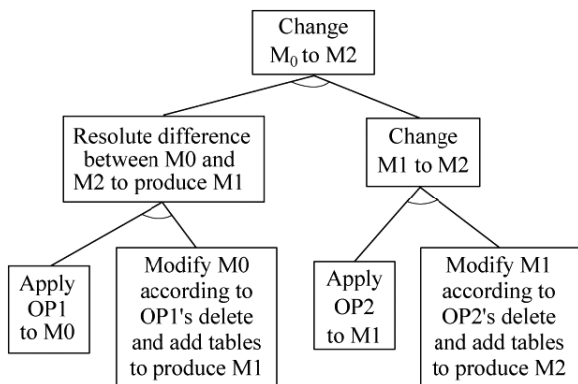 Change
M₀ to M2
Resolute difference
between M0 and
M2 to produce M1
Change
M1 to M2
Apply
OP1
to M0
Modify M0
according to
OP1's delete
and add tables
to produce M1
Apply
OP2
to M1
Modify M1
according to
OP2's delete
and add tables
to produce M2